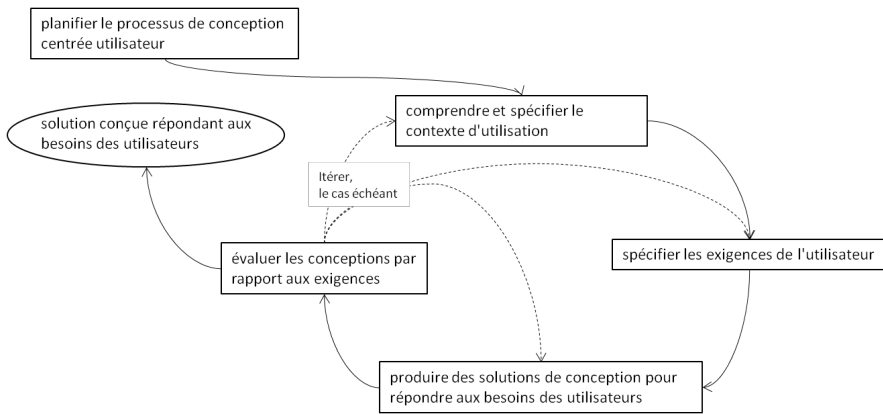 planifier le processus de conception
centrée utilisateur
comprendre et spécifier le
contexte d'utilisation
solution conçue répondant aux
besoins des utilisateurs
Itérer,
le cas échéant
évaluer les conceptions par
rapport aux exigences
spécifier les exigences de l'utilisateur
produire des solutions de conception pour
répondre aux besoins des utilisateurs